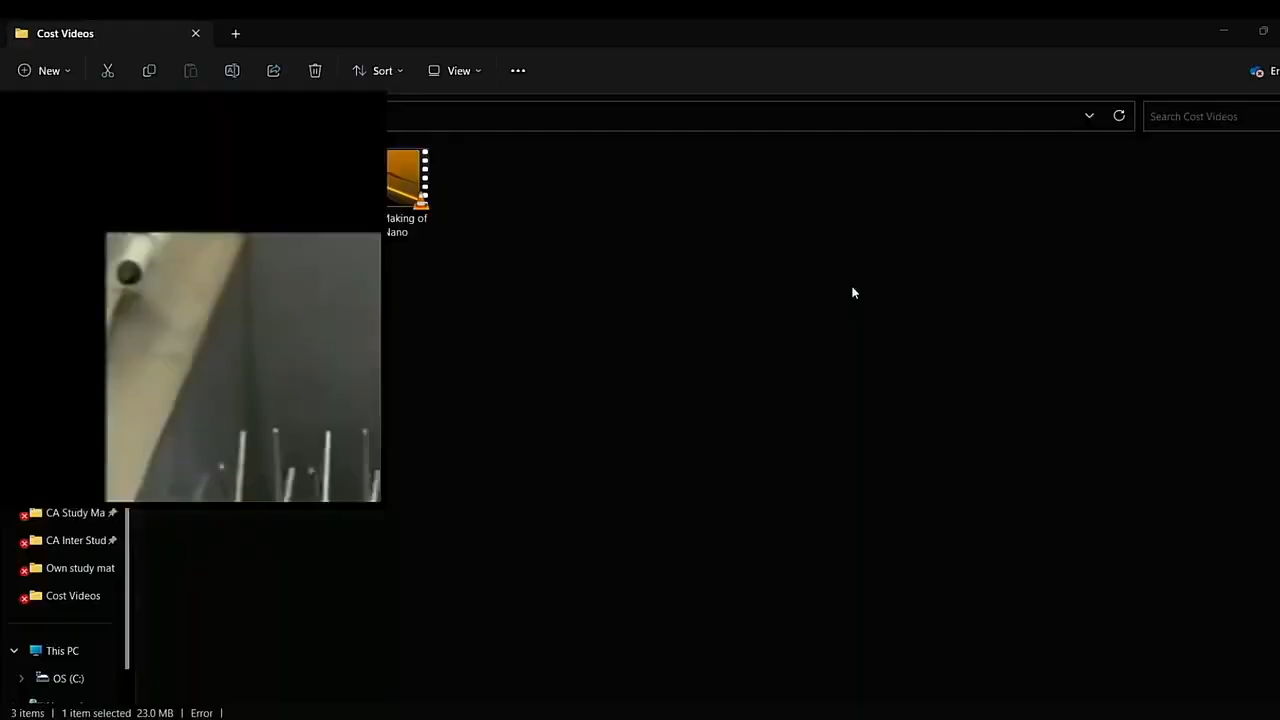 Cost Videos
New
Sort
View
Er
Search Cost Videos
Making of
Nano
CA Study Ma
CA Inter Stud
Own study mat
Cost Videos
This PC
OS (C:)
3 items | 1 item selected 23.0 MB | Error |